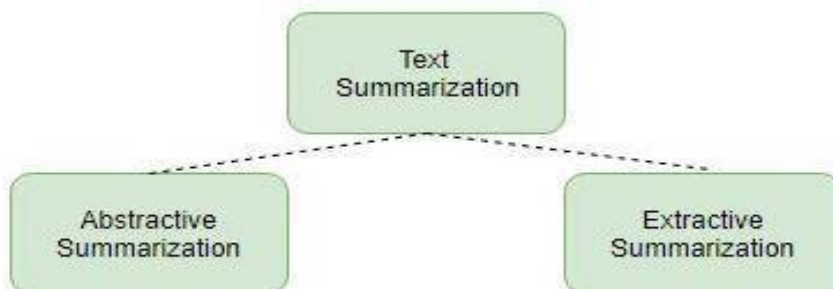 Text
Summarization
Abstractive
Summarization
Extractive
Summarization